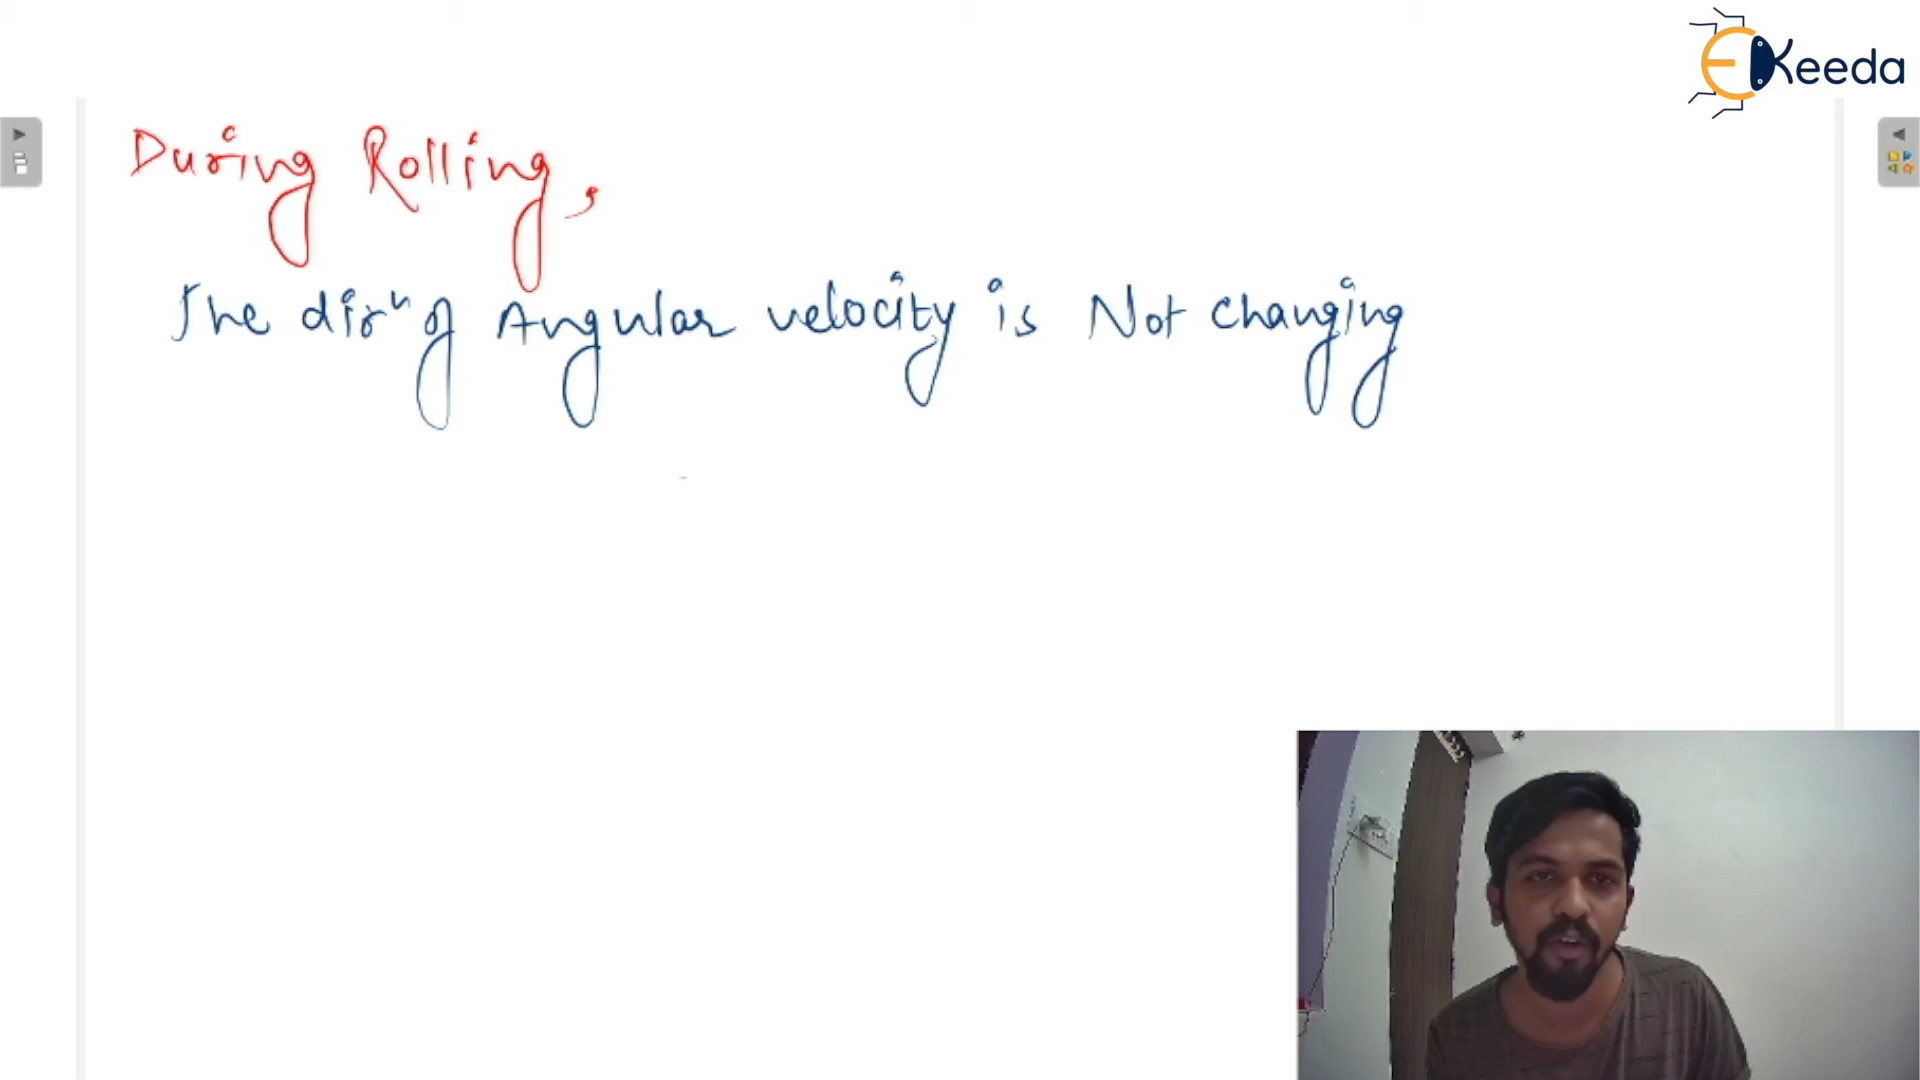 EKeeda
During Rolling,
The dirⁿ of Angular velocity is Not changing